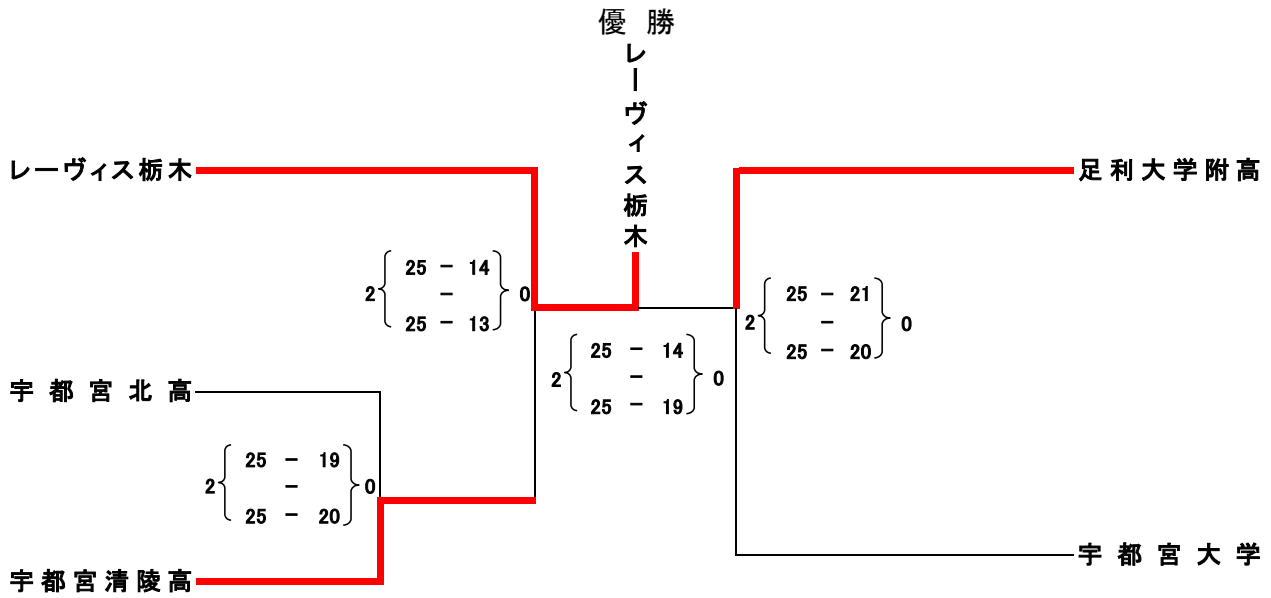 優勝
レーヴィス栃木
レーヴィス栃木
足利大学附高
2 25 － 14 0
－
25 － 13
2 25 － 21 0
－
25 － 20
2 25 － 14 0
－
25 － 19
宇都宮北高
2 25 － 19 0
－
25 － 20
宇都宮大学
宇都宮清陵高